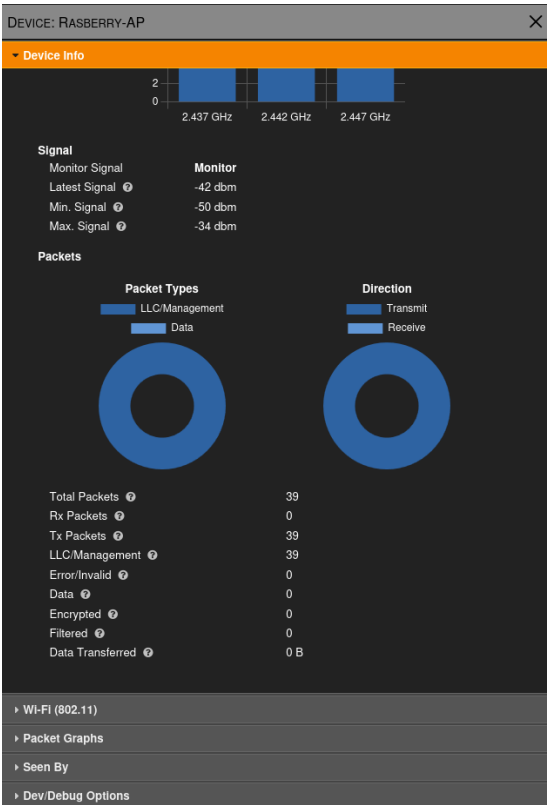 DEVICE: RASBERRY-AP
Device Info
2
0
2.437 GHz 2.442 GHz 2.447 GHz
Signal
Monitor Signal Monitor
Latest Signal -42 dbm
Min. Signal -50 dbm
Max. Signal -34 dbm
Packets
Packet Types
LLC/Management
Data
Direction
Transmit
Receive
Total Packets 39
Rx Packets 0
Tx Packets 39
LLC/Management 39
Error/Invalid 0
Data 0
Encrypted 0
Filtered 0
Data Transferred 0 B
Wi-Fi (802.11)
Packet Graphs
Seen By
Dev/Debug Options